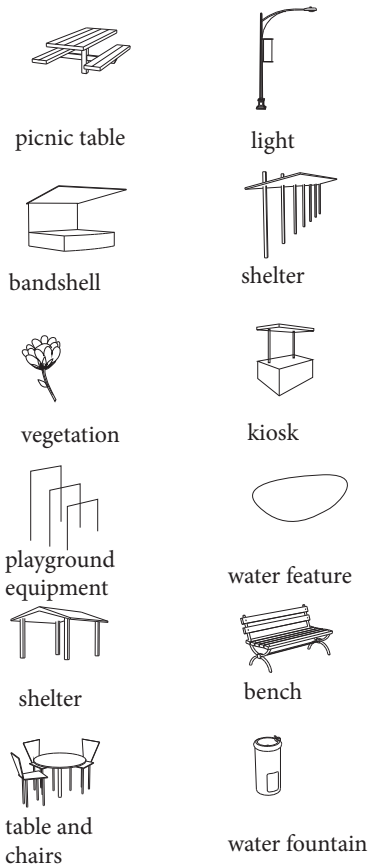 picnic table
light
bandshell
shelter
vegetation
kiosk
playground
equipment
water feature
shelter
bench
table and
chairs
water fountain